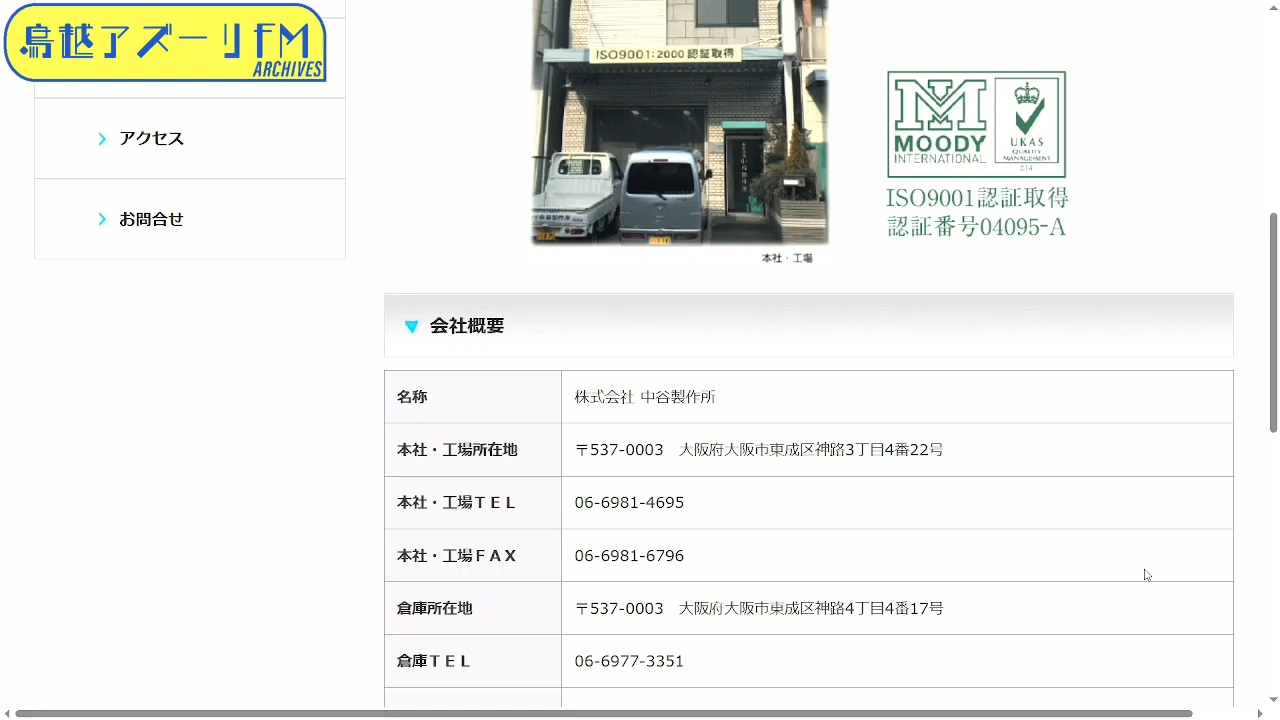 鳥越アズーリFM
ARCHIVES
アクセス
お問合せ
ISO9001:2000 認証取得
中谷製作所
本社・工場
MOODY
INTERNATIONAL
UKAS
QUALITY
MANAGEMENT
014
ISO9001認証取得
認証番号04095-A
会社概要
名称
株式会社 中谷製作所
本社・工場所在地
〒537-0003　大阪府大阪市東成区神路3丁目4番22号
本社・工場ＴＥＬ
06-6981-4695
本社・工場ＦＡＸ
06-6981-6796
倉庫所在地
〒537-0003　大阪府大阪市東成区神路4丁目4番17号
倉庫ＴＥＬ
06-6977-3351